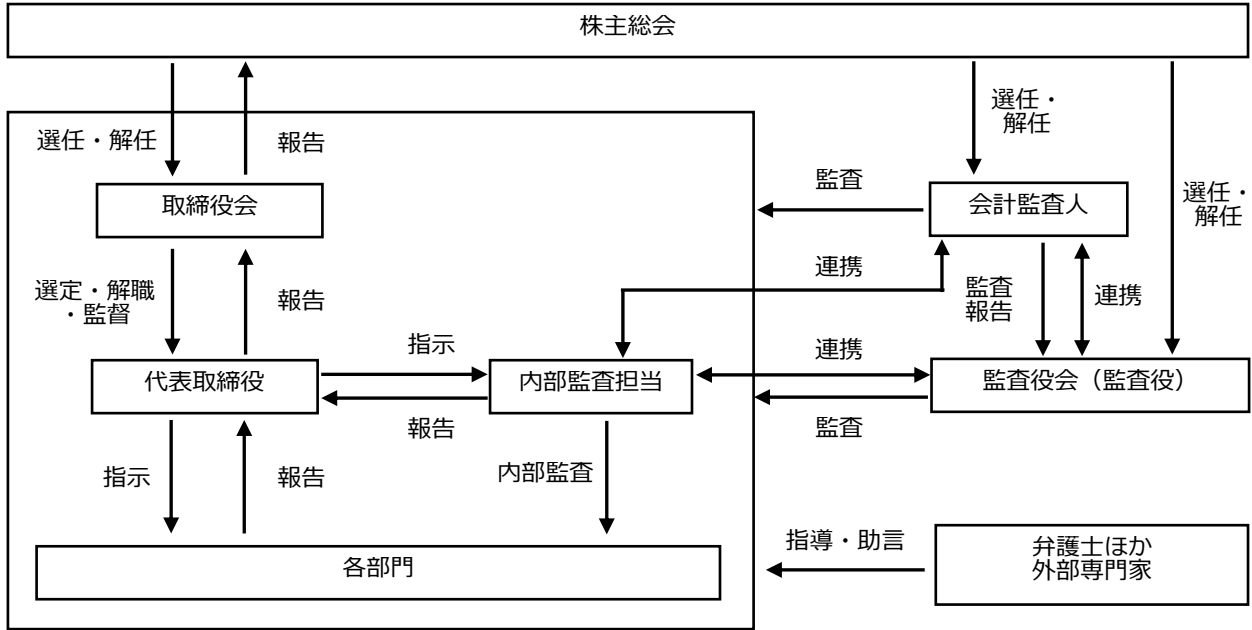 株主総会
選任・解任
報告
選任・
解任
選任・
解任
取締役会
監査
会計監査人
選定・解職
・監督
報告
連携
監査
報告
連携
代表取締役
指示
報告
内部監査担当
連携
監査
監査役会（監査役）
指示
報告
内部監査
各部門
指導・助言
弁護士ほか
外部専門家